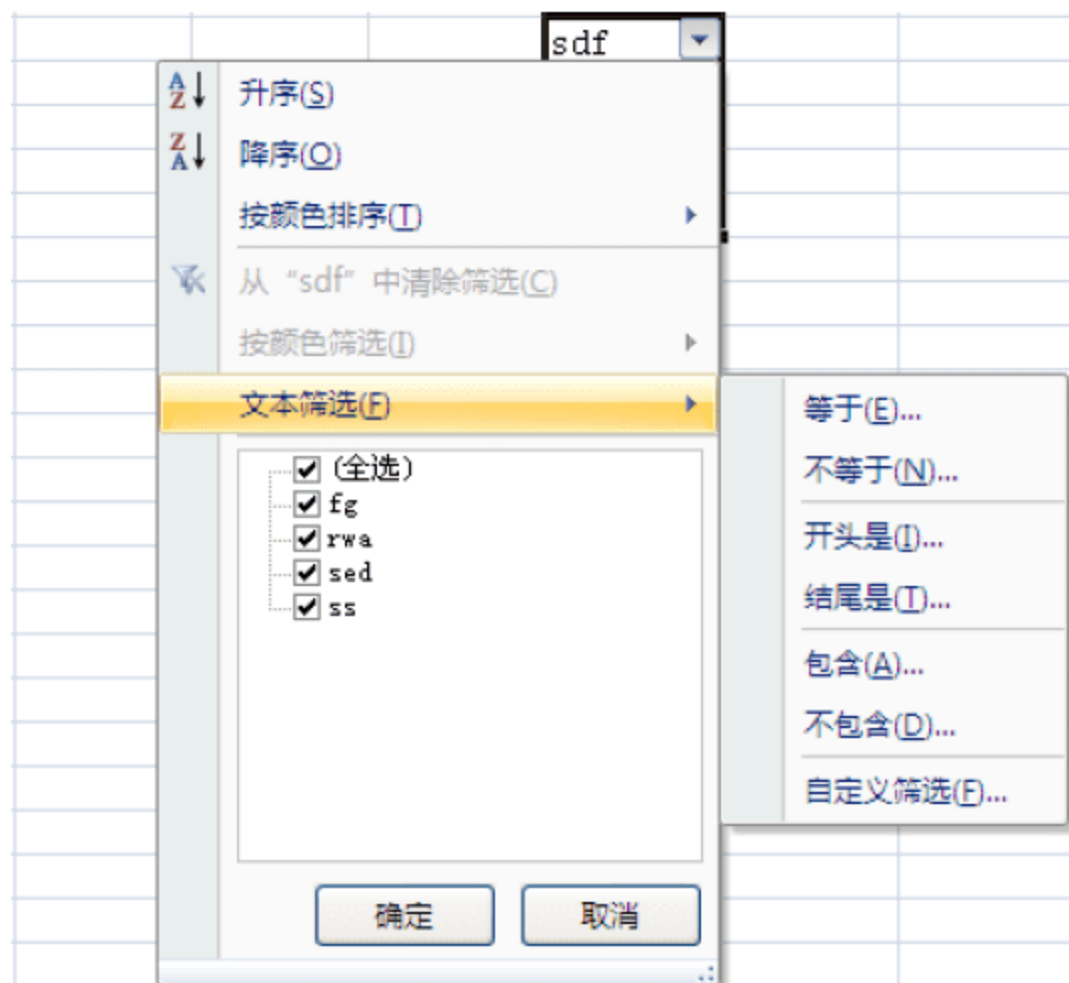 sdf
升序(S)
降序(O)
按颜色排序(T)
从“sdf”中清除筛选(C)
按颜色筛选(I)
文本筛选(F)
(全选)
fg
rwa
sed
ss
确定
取消
等于(E)...
不等于(N)...
开头是(I)...
结尾是(T)...
包含(A)...
不包含(D)...
自定义筛选(F)...